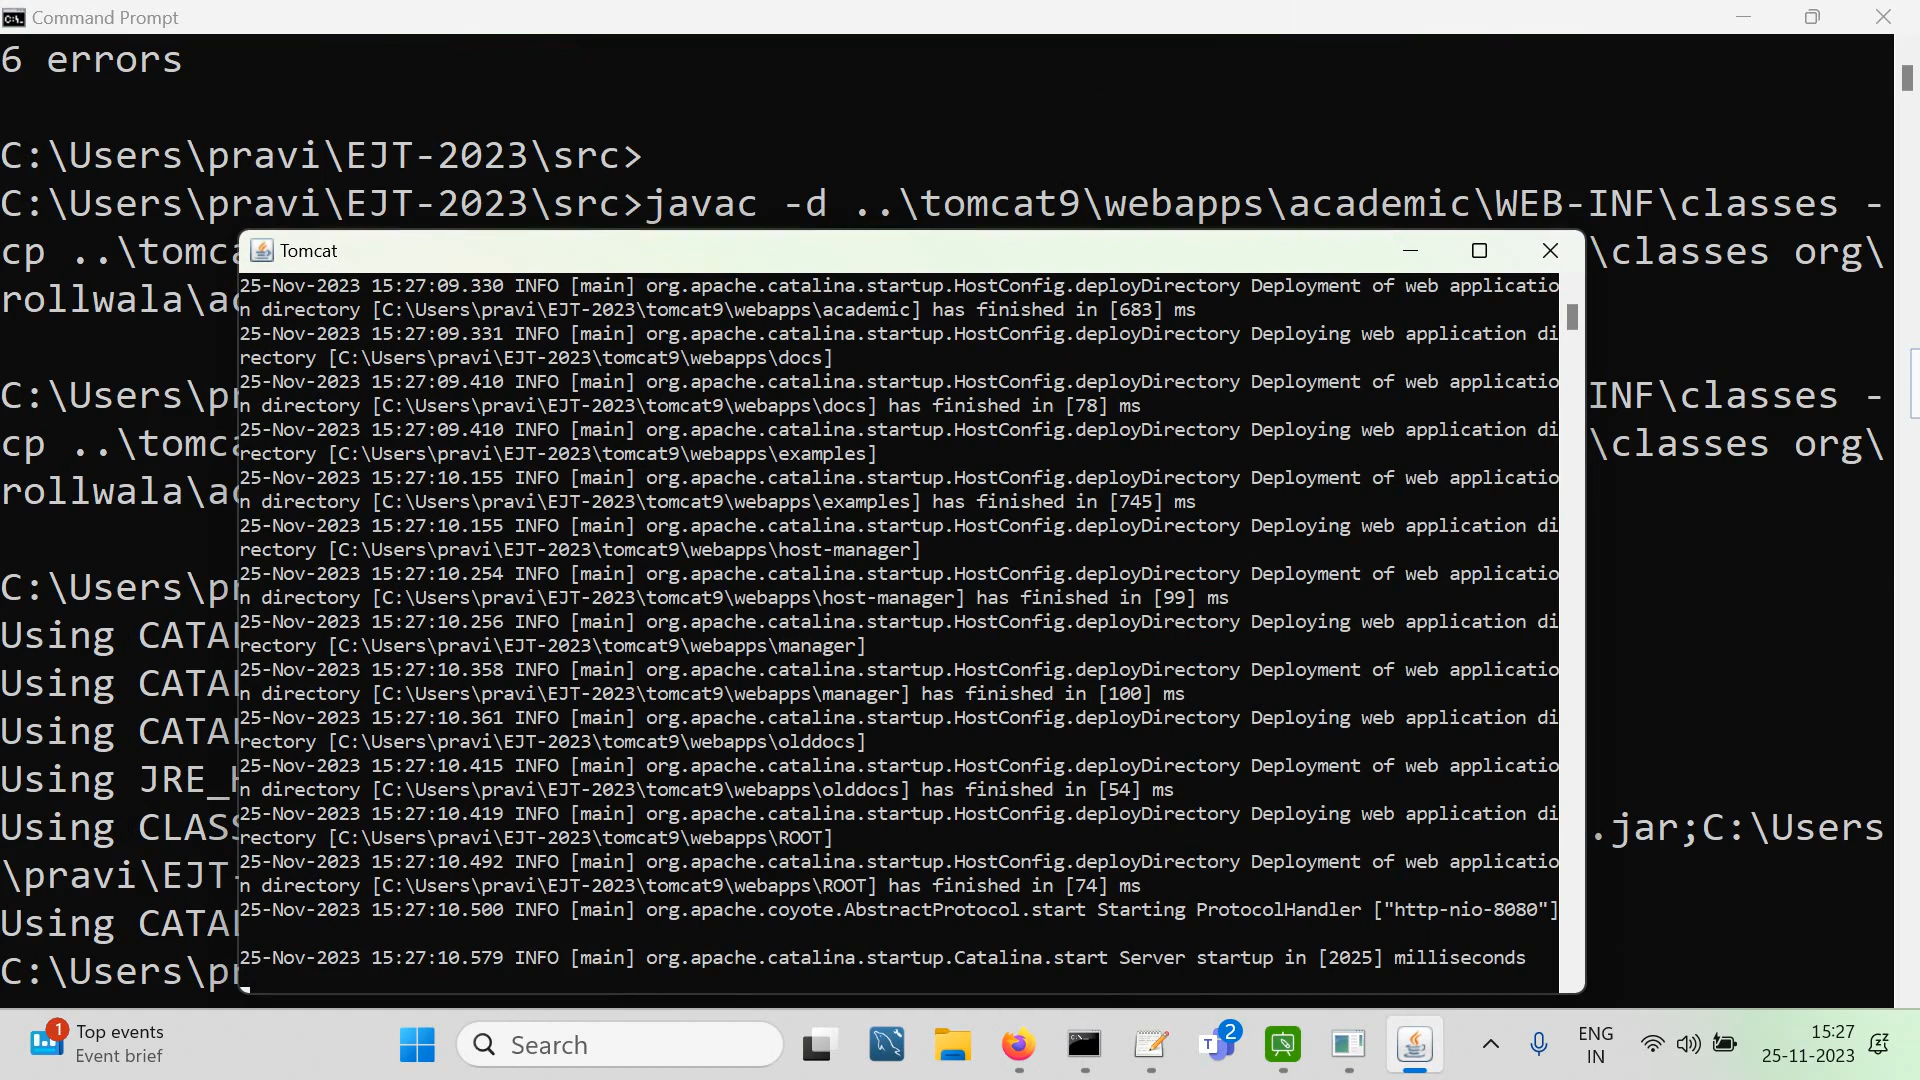 Command Prompt
6 errors
C:\Users\pravi\EJT-2023\src>
C:\Users\pravi\EJT-2023\src>javac -d ..\tomcat9\webapps\academic\WEB-INF\classes -
cp ..\tomca \classes org\
rollwala\ac
C:\Users\pr INF\classes -
cp ..\tomca \classes org\
rollwala\ac
C:\Users\pr
Using CATAL
Using CATAL
Using CATAL
Using JRE_H
Using CLASS .jar;C:\Users
\pravi\EJT-
Using CATAL
C:\Users\pr
Tomcat
25-Nov-2023 15:27:09.330 INFO [main] org.apache.catalina.startup.HostConfig.deployDirectory Deployment of web applicatio
n directory [C:\Users\pravi\EJT-2023\tomcat9\webapps\academic] has finished in [683] ms
25-Nov-2023 15:27:09.331 INFO [main] org.apache.catalina.startup.HostConfig.deployDirectory Deploying web application di
rectory [C:\Users\pravi\EJT-2023\tomcat9\webapps\docs]
25-Nov-2023 15:27:09.410 INFO [main] org.apache.catalina.startup.HostConfig.deployDirectory Deployment of web applicatio
n directory [C:\Users\pravi\EJT-2023\tomcat9\webapps\docs] has finished in [78] ms
25-Nov-2023 15:27:09.410 INFO [main] org.apache.catalina.startup.HostConfig.deployDirectory Deploying web application di
rectory [C:\Users\pravi\EJT-2023\tomcat9\webapps\examples]
25-Nov-2023 15:27:10.155 INFO [main] org.apache.catalina.startup.HostConfig.deployDirectory Deployment of web applicatio
n directory [C:\Users\pravi\EJT-2023\tomcat9\webapps\examples] has finished in [745] ms
25-Nov-2023 15:27:10.155 INFO [main] org.apache.catalina.startup.HostConfig.deployDirectory Deploying web application di
rectory [C:\Users\pravi\EJT-2023\tomcat9\webapps\host-manager]
25-Nov-2023 15:27:10.254 INFO [main] org.apache.catalina.startup.HostConfig.deployDirectory Deployment of web applicatio
n directory [C:\Users\pravi\EJT-2023\tomcat9\webapps\host-manager] has finished in [99] ms
25-Nov-2023 15:27:10.256 INFO [main] org.apache.catalina.startup.HostConfig.deployDirectory Deploying web application di
rectory [C:\Users\pravi\EJT-2023\tomcat9\webapps\manager]
25-Nov-2023 15:27:10.358 INFO [main] org.apache.catalina.startup.HostConfig.deployDirectory Deployment of web applicatio
n directory [C:\Users\pravi\EJT-2023\tomcat9\webapps\manager] has finished in [100] ms
25-Nov-2023 15:27:10.361 INFO [main] org.apache.catalina.startup.HostConfig.deployDirectory Deploying web application di
rectory [C:\Users\pravi\EJT-2023\tomcat9\webapps\olddocs]
25-Nov-2023 15:27:10.415 INFO [main] org.apache.catalina.startup.HostConfig.deployDirectory Deployment of web applicatio
n directory [C:\Users\pravi\EJT-2023\tomcat9\webapps\olddocs] has finished in [54] ms
25-Nov-2023 15:27:10.419 INFO [main] org.apache.catalina.startup.HostConfig.deployDirectory Deploying web application di
rectory [C:\Users\pravi\EJT-2023\tomcat9\webapps\ROOT]
25-Nov-2023 15:27:10.492 INFO [main] org.apache.catalina.startup.HostConfig.deployDirectory Deployment of web applicatio
n directory [C:\Users\pravi\EJT-2023\tomcat9\webapps\ROOT] has finished in [74] ms
25-Nov-2023 15:27:10.500 INFO [main] org.apache.coyote.AbstractProtocol.start Starting ProtocolHandler ["http-nio-8080"]
25-Nov-2023 15:27:10.579 INFO [main] org.apache.catalina.startup.Catalina.start Server startup in [2025] milliseconds
1
Top events
Event brief
Search
2
ENG
IN
15:27
25-11-2023